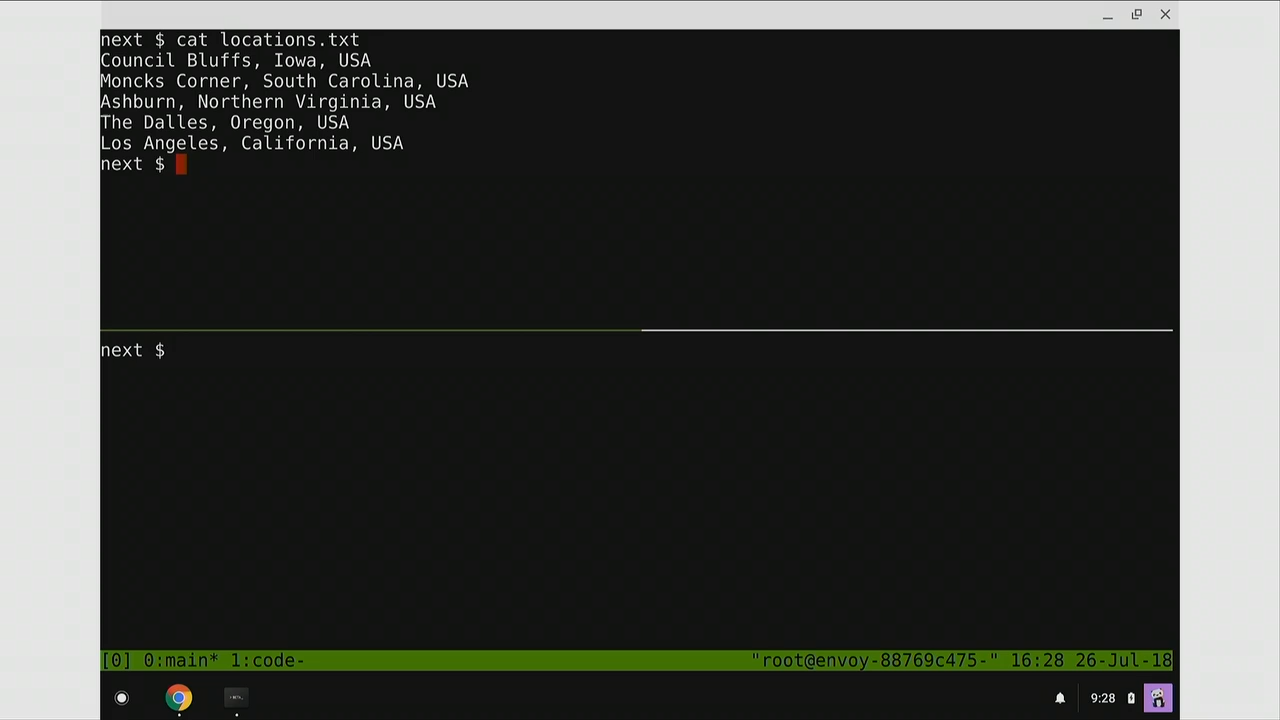 next $ cat locations.txt
Council Bluffs, Iowa, USA
Moncks Corner, South Carolina, USA
Ashburn, Northern Virginia, USA
The Dalles, Oregon, USA
Los Angeles, California, USA
next $
next $
[0] 0:main* 1:code- "root@envoy-88769c475-" 16:28 26-Jul-18
9:28